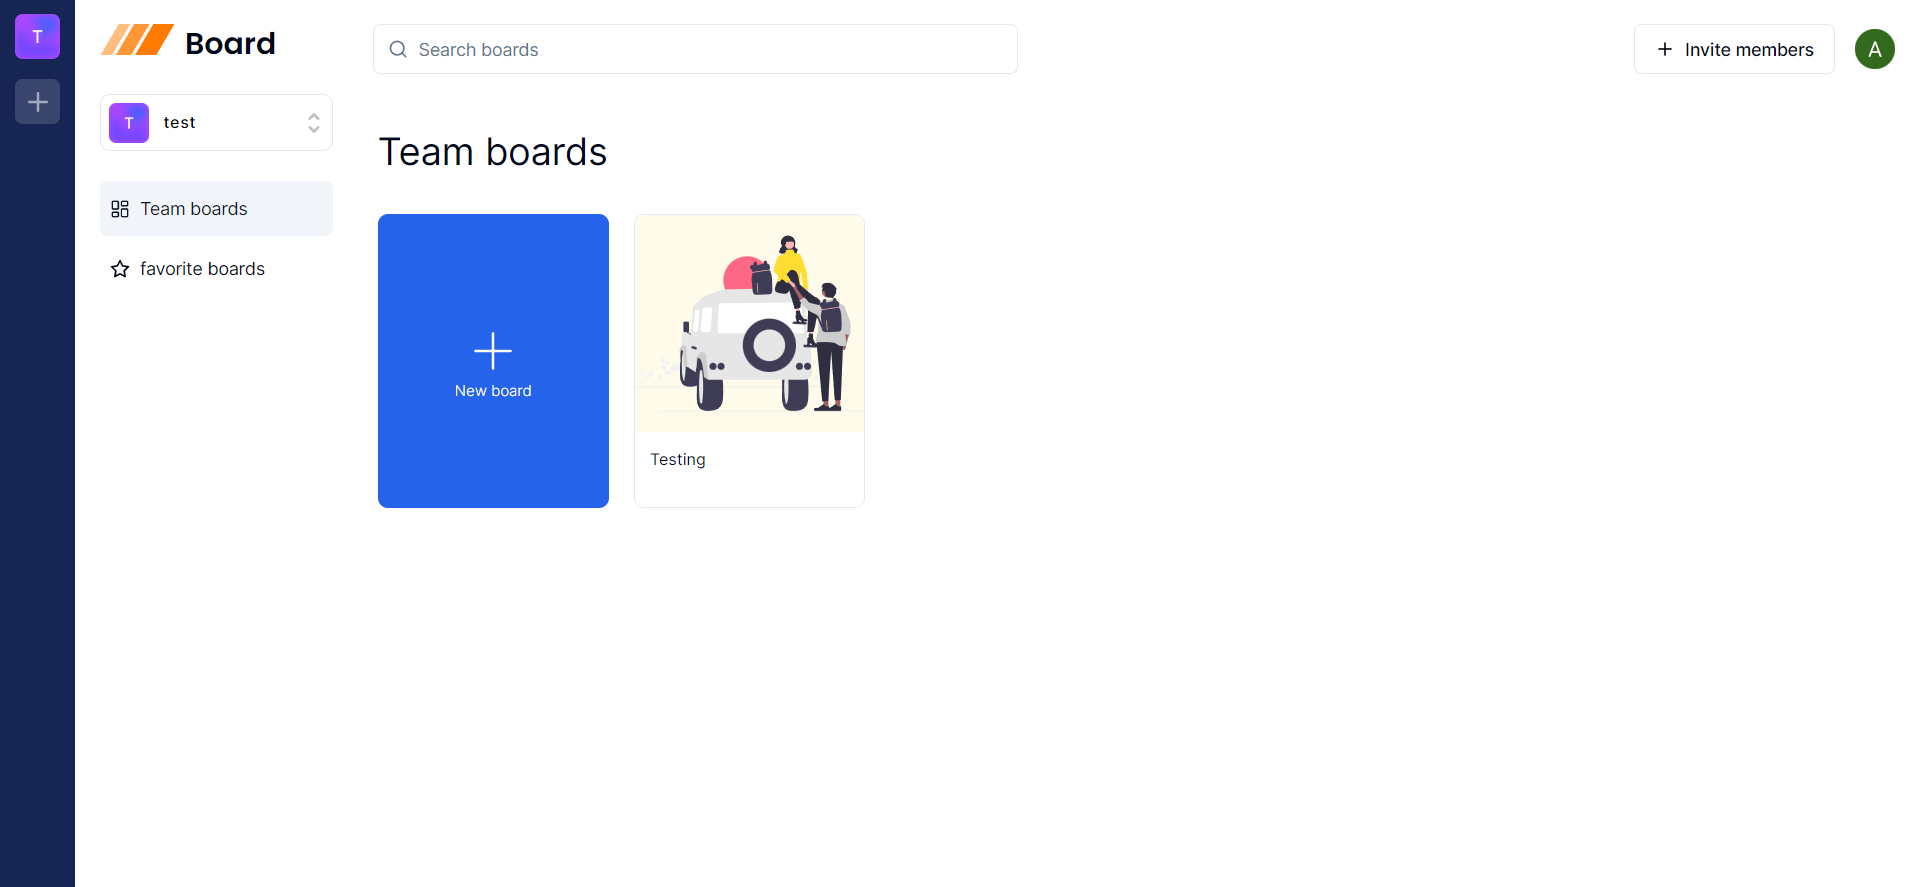 T
Board
Search boards
Invite members
A
T
test
Team boards
favorite boards
Team boards
New board
Testing